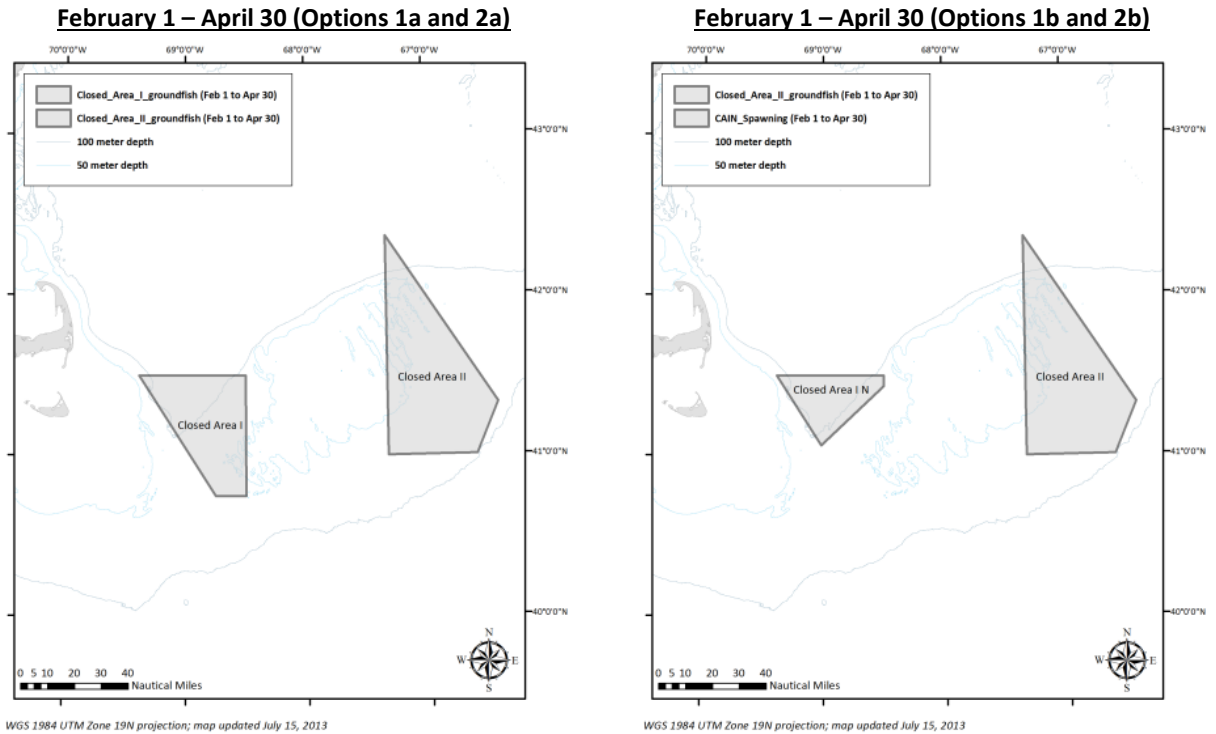 February 1 – April 30 (Options 1a and 2a)
70°0'0"W 69°0'0"W 68°0'0"W 67°0'0"W
Closed_Area_I_groundfish (Feb 1 to Apr 30)
Closed_Area_II_groundfish (Feb 1 to Apr 30)
100 meter depth
50 meter depth
43°0'0"N
42°0'0"N
Closed Area II
Closed Area I
41°0'0"N
40°0'0"N
N
W E
S
0 5 10 20 30 40
Nautical Miles
WGS 1984 UTM Zone 19N projection; map updated July 15, 2013
February 1 – April 30 (Options 1b and 2b)
70°0'0"W 69°0'0"W 68°0'0"W 67°0'0"W
Closed_Area_II_groundfish (Feb 1 to Apr 30)
CAIN_Spawning (Feb 1 to Apr 30)
100 meter depth
50 meter depth
43°0'0"N
42°0'0"N
Closed Area II
Closed Area I N
41°0'0"N
40°0'0"N
N
W E
S
0 5 10 20 30 40
Nautical Miles
WGS 1984 UTM Zone 19N projection; map updated July 15, 2013